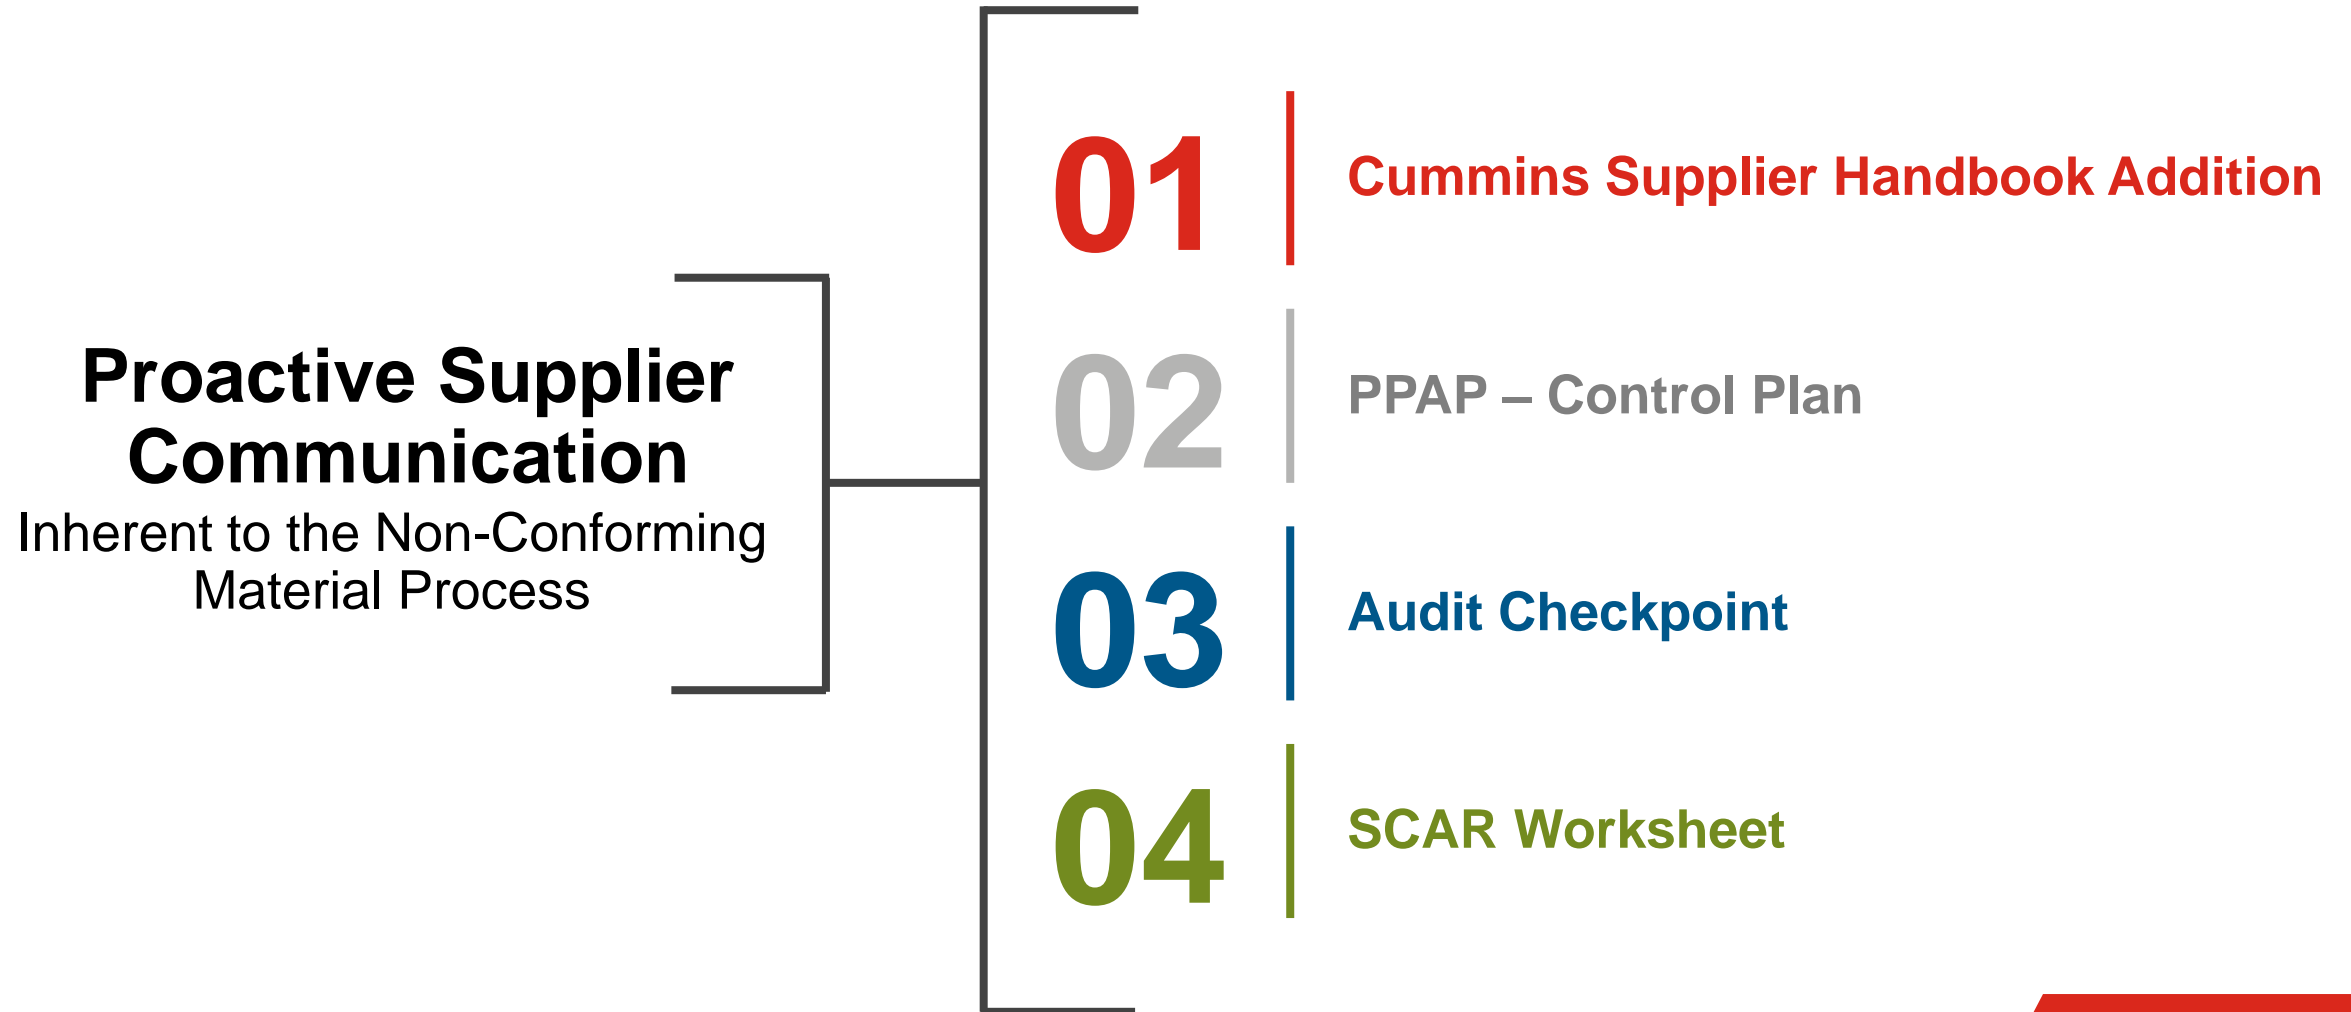 Proactive Supplier
Communication
Inherent to the Non-Conforming
Material Process
01
Cummins Supplier Handbook Addition
02
PPAP – Control Plan
03
Audit Checkpoint
04
SCAR Worksheet